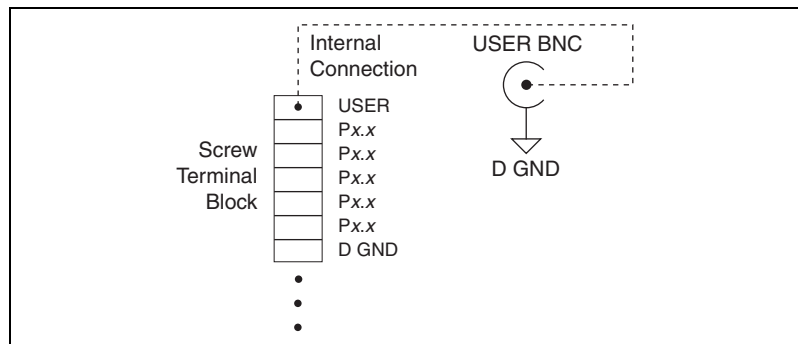 Internal
Connection
USER BNC
D GND
Screw
Terminal
Block
USER
Px.x
Px.x
Px.x
Px.x
Px.x
D GND